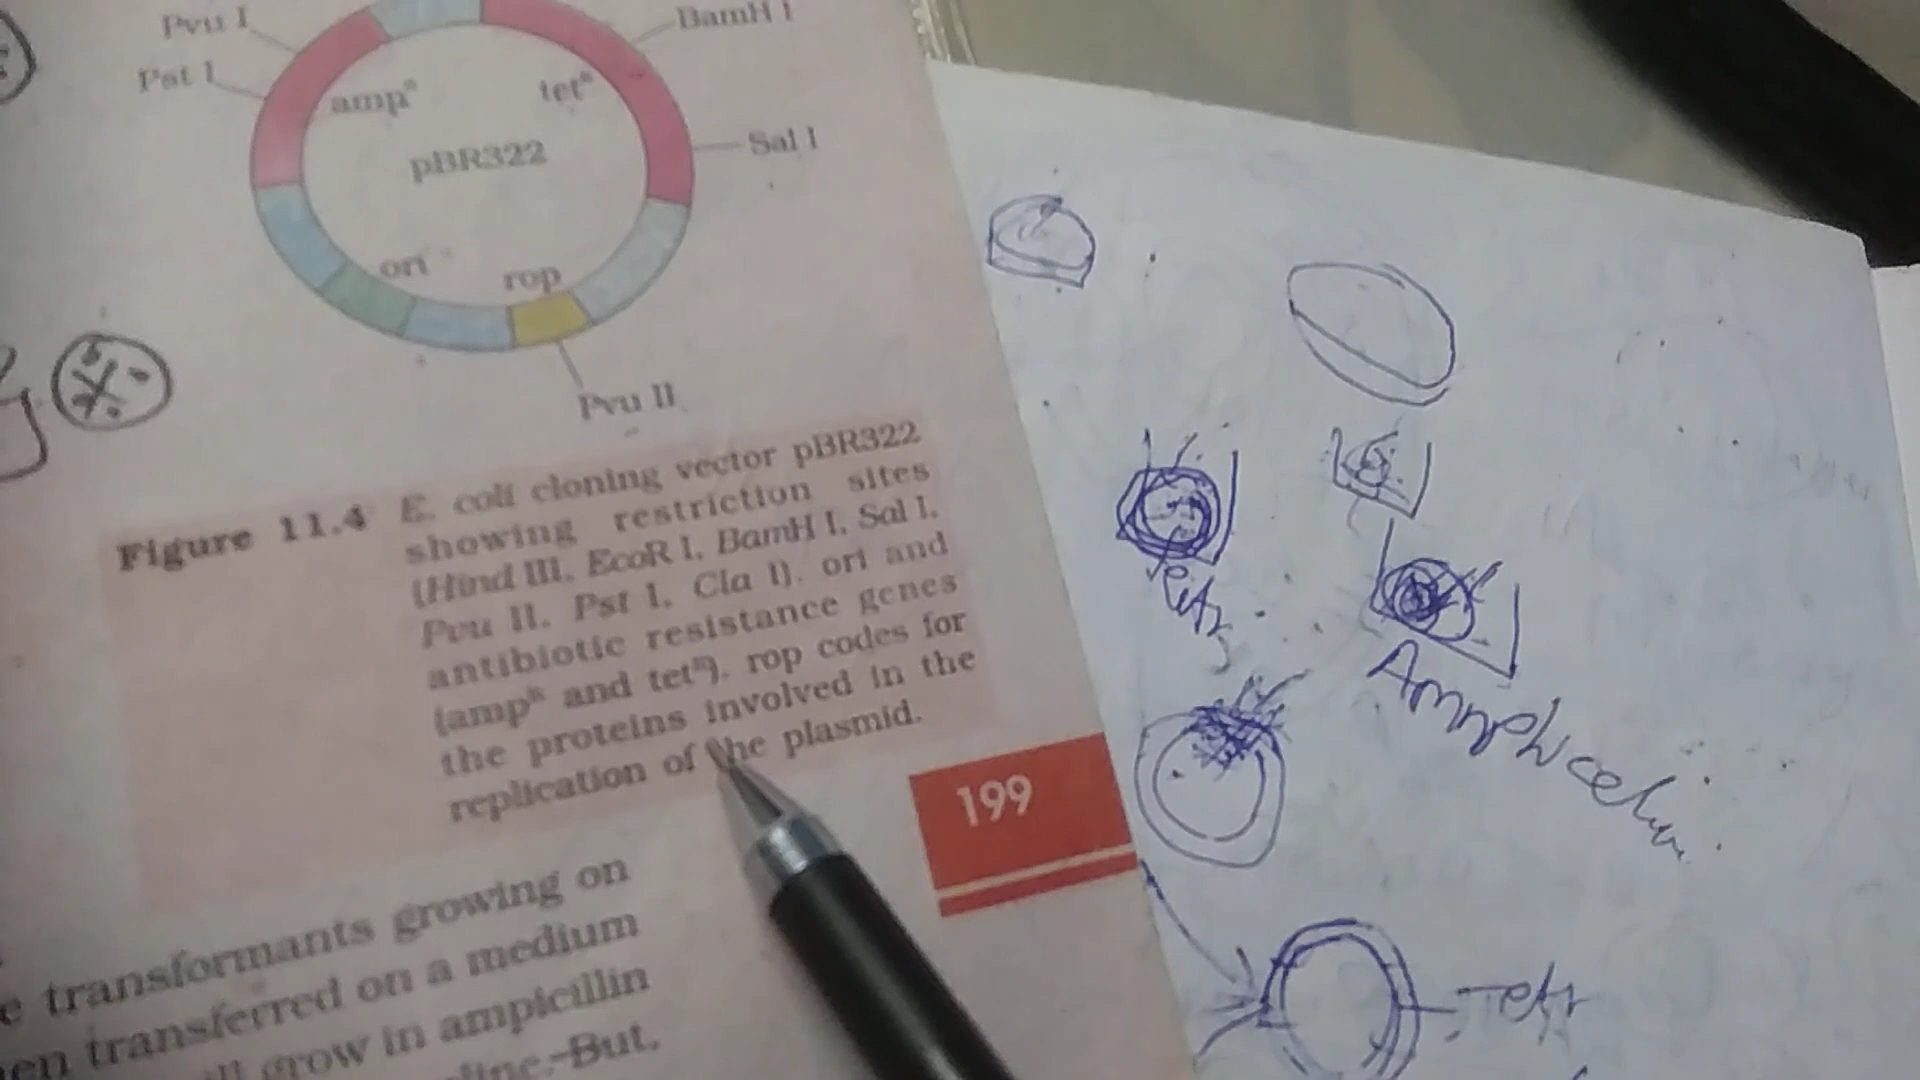 Pvu I
BamH I
Pst I
amp^R
tet^R
Sal I
pBR322
ori
rop
Pvu II
Figure 11.4 E. coli cloning vector pBR322
showing restriction sites
(Hind III, EcoR I, BamH I, Sal I,
Pvu II, Pst I, Cla I), ori and
antibiotic resistance genes
(amp^R and tet^R). rop codes for
the proteins involved in the
replication of the plasmid.
199
e transformants growing on
en transferred on a medium
ll grow in ampicillin
line. But,
Tetr